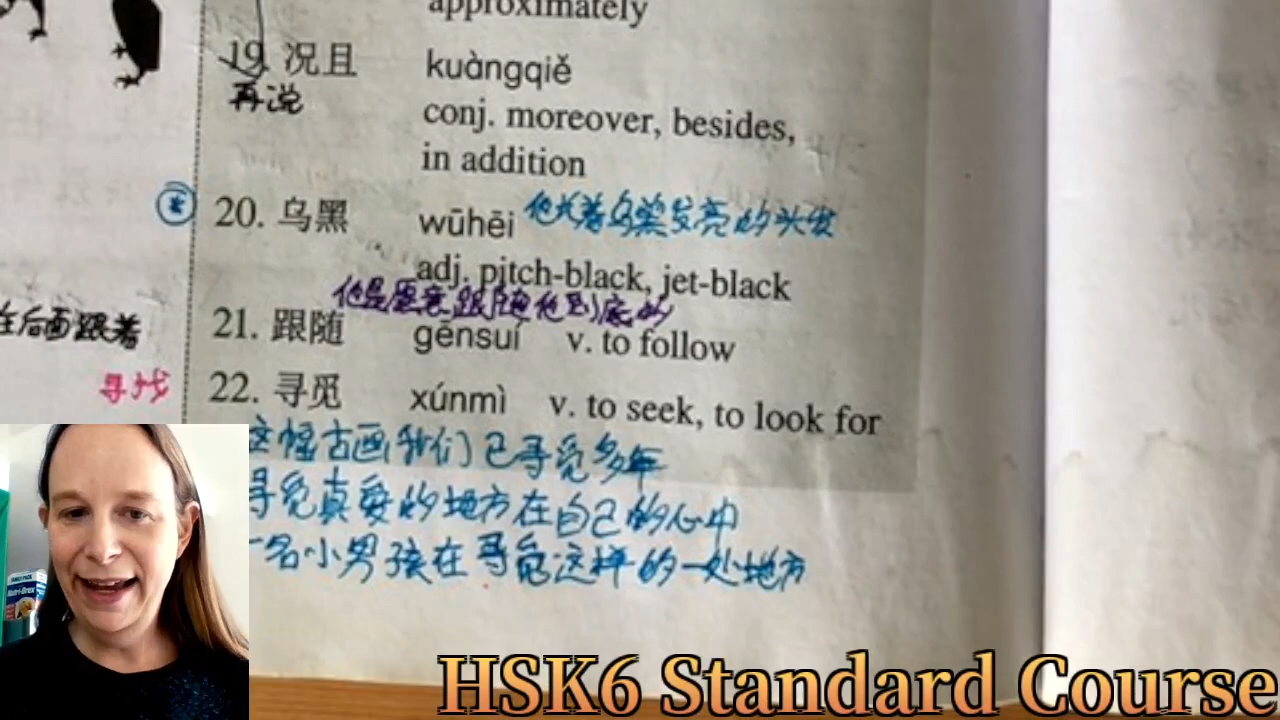 approximately
19. 况且 kuàngqiě
再说
conj. moreover, besides,
in addition
20. 乌黑 wūhēi 他长着乌黑发亮的头发
adj. pitch-black, jet-black
他是愿意跟随他到底的
在后面跟着
21. 跟随 gēnsuí v. to follow
寻找
22. 寻觅 xúnmì v. to seek, to look for
这幅古画我们已寻觅多年
寻觅真爱的地方在自己的心中
一名小男孩在寻觅这样的一处地方
HSK6 Standard Course